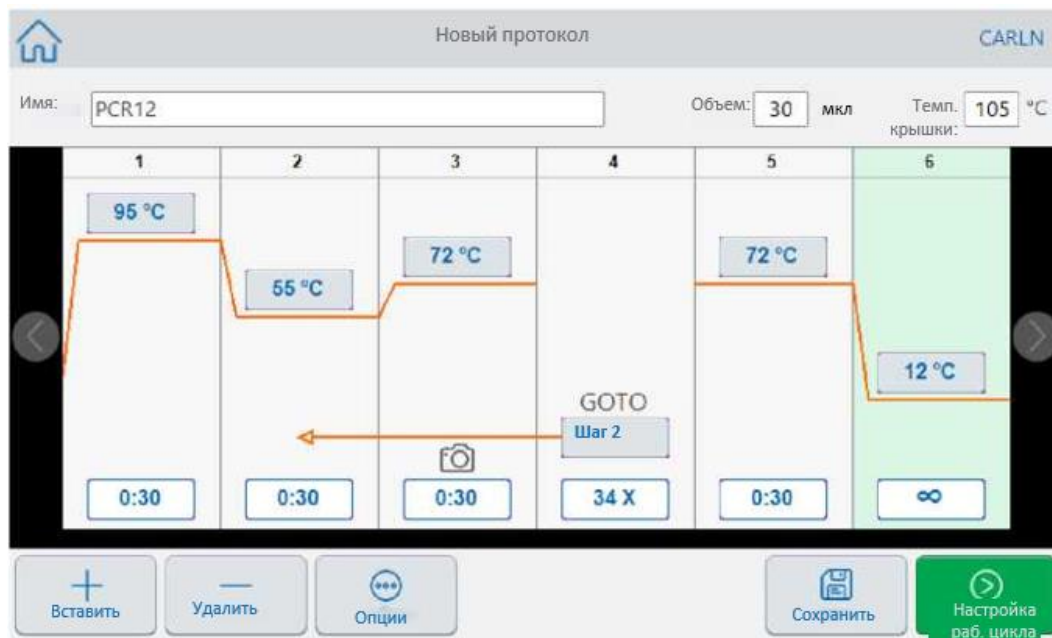 Новый протокол CARLN
Имя: PCR12 Объем: 30 мкл Темп. крышки: 105 °C
1 2 3 4 5 6
95 °C
72 °C 72 °C
55 °C
12 °C
GOTO
Шаг 2
0:30 0:30 0:30 34 X 0:30 ∞
Вставить Удалить Опции Сохранить Настройка
раб. цикла